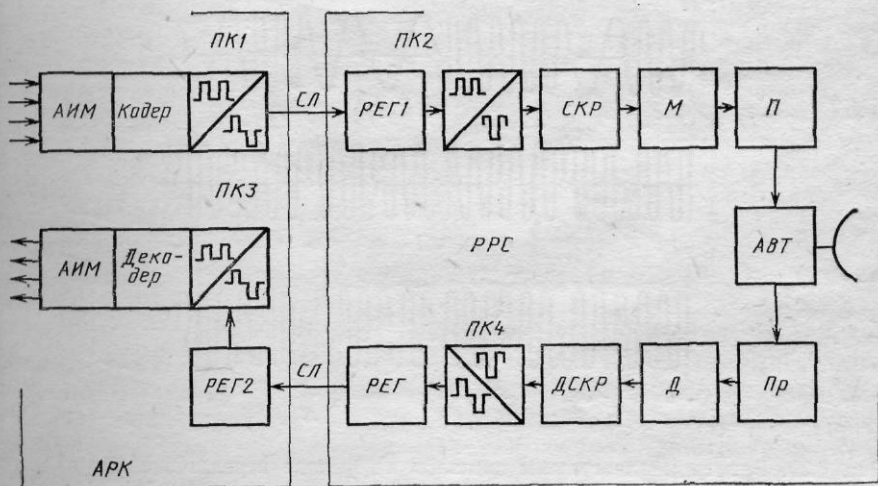 ПК1
ПК2
АИМ
Кодер
СЛ
РЕГ1
СКР
М
П
ПК3
АИМ
Деко-
дер
РРС
АВТ
ПК4
РЕГ2
СЛ
РЕГ
ДСКР
Д
Пр
АРК